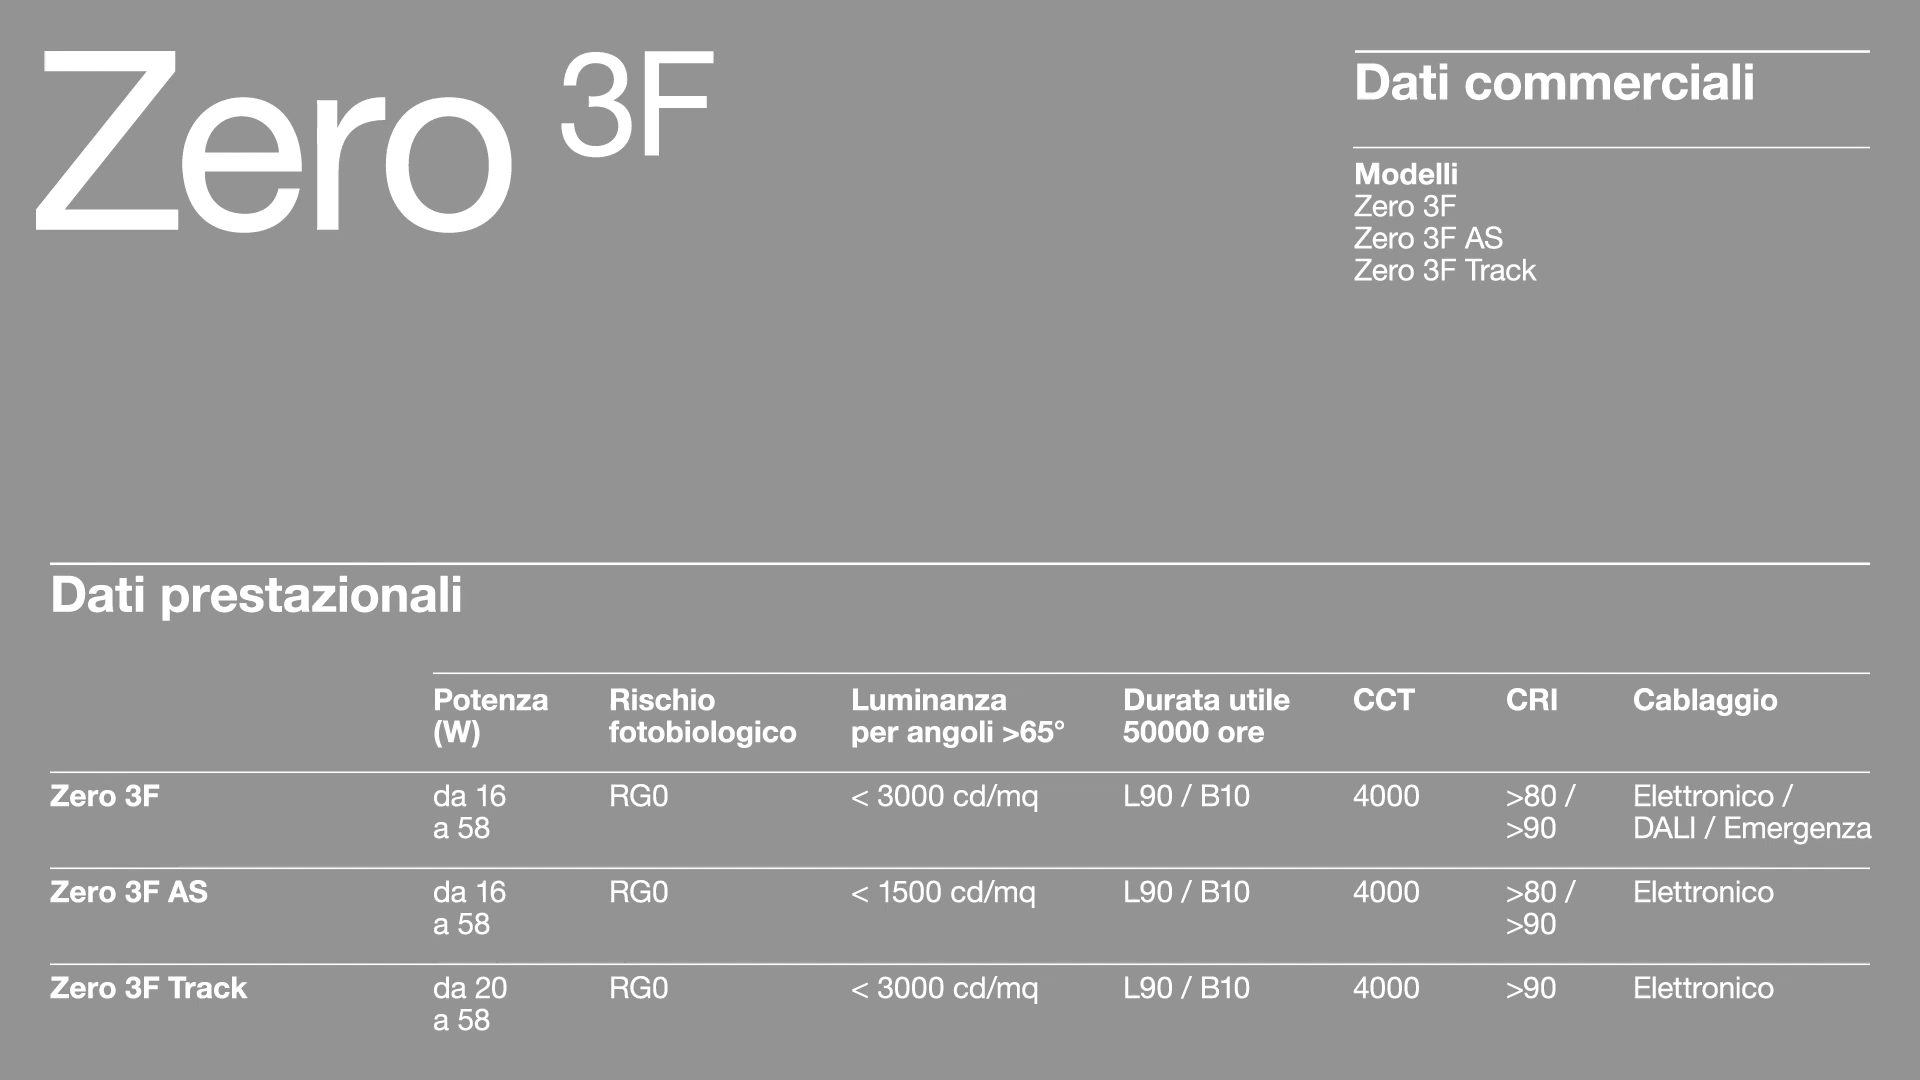 Zero 3F
Dati commerciali
Modelli
Zero 3F
Zero 3F AS
Zero 3F Track
Dati prestazionali
Potenza (W) Rischio fotobiologico Luminanza per angoli >65° Durata utile 50000 ore CCT CRI Cablaggio
Zero 3F da 16 a 58 RG0 < 3000 cd/mq L90 / B10 4000 >80 / >90 Elettronico / DALI / Emergenza
Zero 3F AS da 16 a 58 RG0 < 1500 cd/mq L90 / B10 4000 >80 / >90 Elettronico
Zero 3F Track da 20 a 58 RG0 < 3000 cd/mq L90 / B10 4000 >90 Elettronico